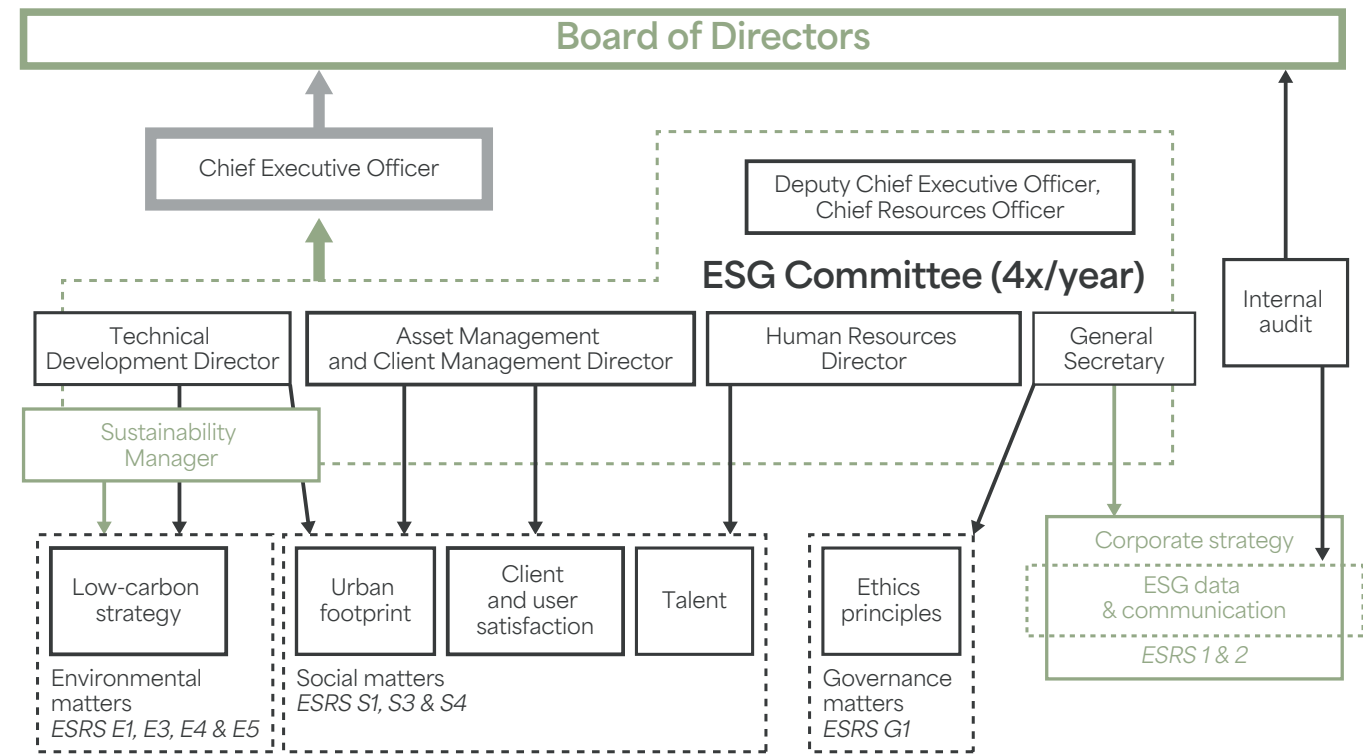 Board of Directors
Chief Executive Officer
Deputy Chief Executive Officer,
Chief Resources Officer
ESG Committee (4x/year)
Internal
audit
Technical
Development Director
Asset Management
and Client Management Director
Human Resources
Director
General
Secretary
Sustainability
Manager
Low-carbon
strategy
Environmental
matters
ESRS E1, E3, E4 & E5
Urban
footprint
Client
and user
satisfaction
Talent
Social matters
ESRS S1, S3 & S4
Ethics
principles
Governance
matters
ESRS G1
Corporate strategy
ESG data
& communication
ESRS 1 & 2